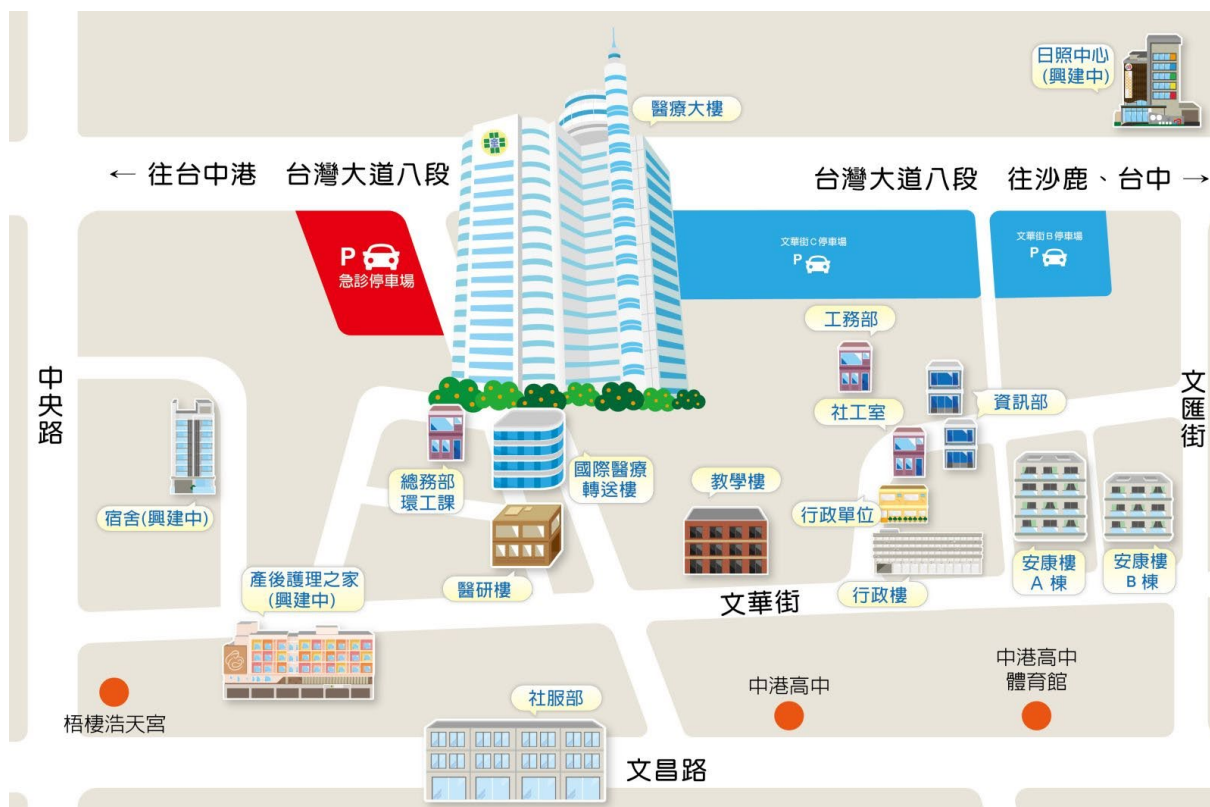 日照中心
(興建中)
醫療大樓
← 往台中港 台灣大道八段
台灣大道八段 往沙鹿、台中 →
P
急診停車場
文華街C停車場
P
文華街B停車場
P
工務部
中央路
文匯街
社工室
資訊部
總務部
環工課
國際醫療
轉送樓
教學樓
宿舍(興建中)
行政單位
醫研樓
安康樓
A 棟
安康樓
B 棟
產後護理之家
(興建中)
文華街
行政樓
中港高中
體育館
社服部
中港高中
梧棲浩天宮
文昌路